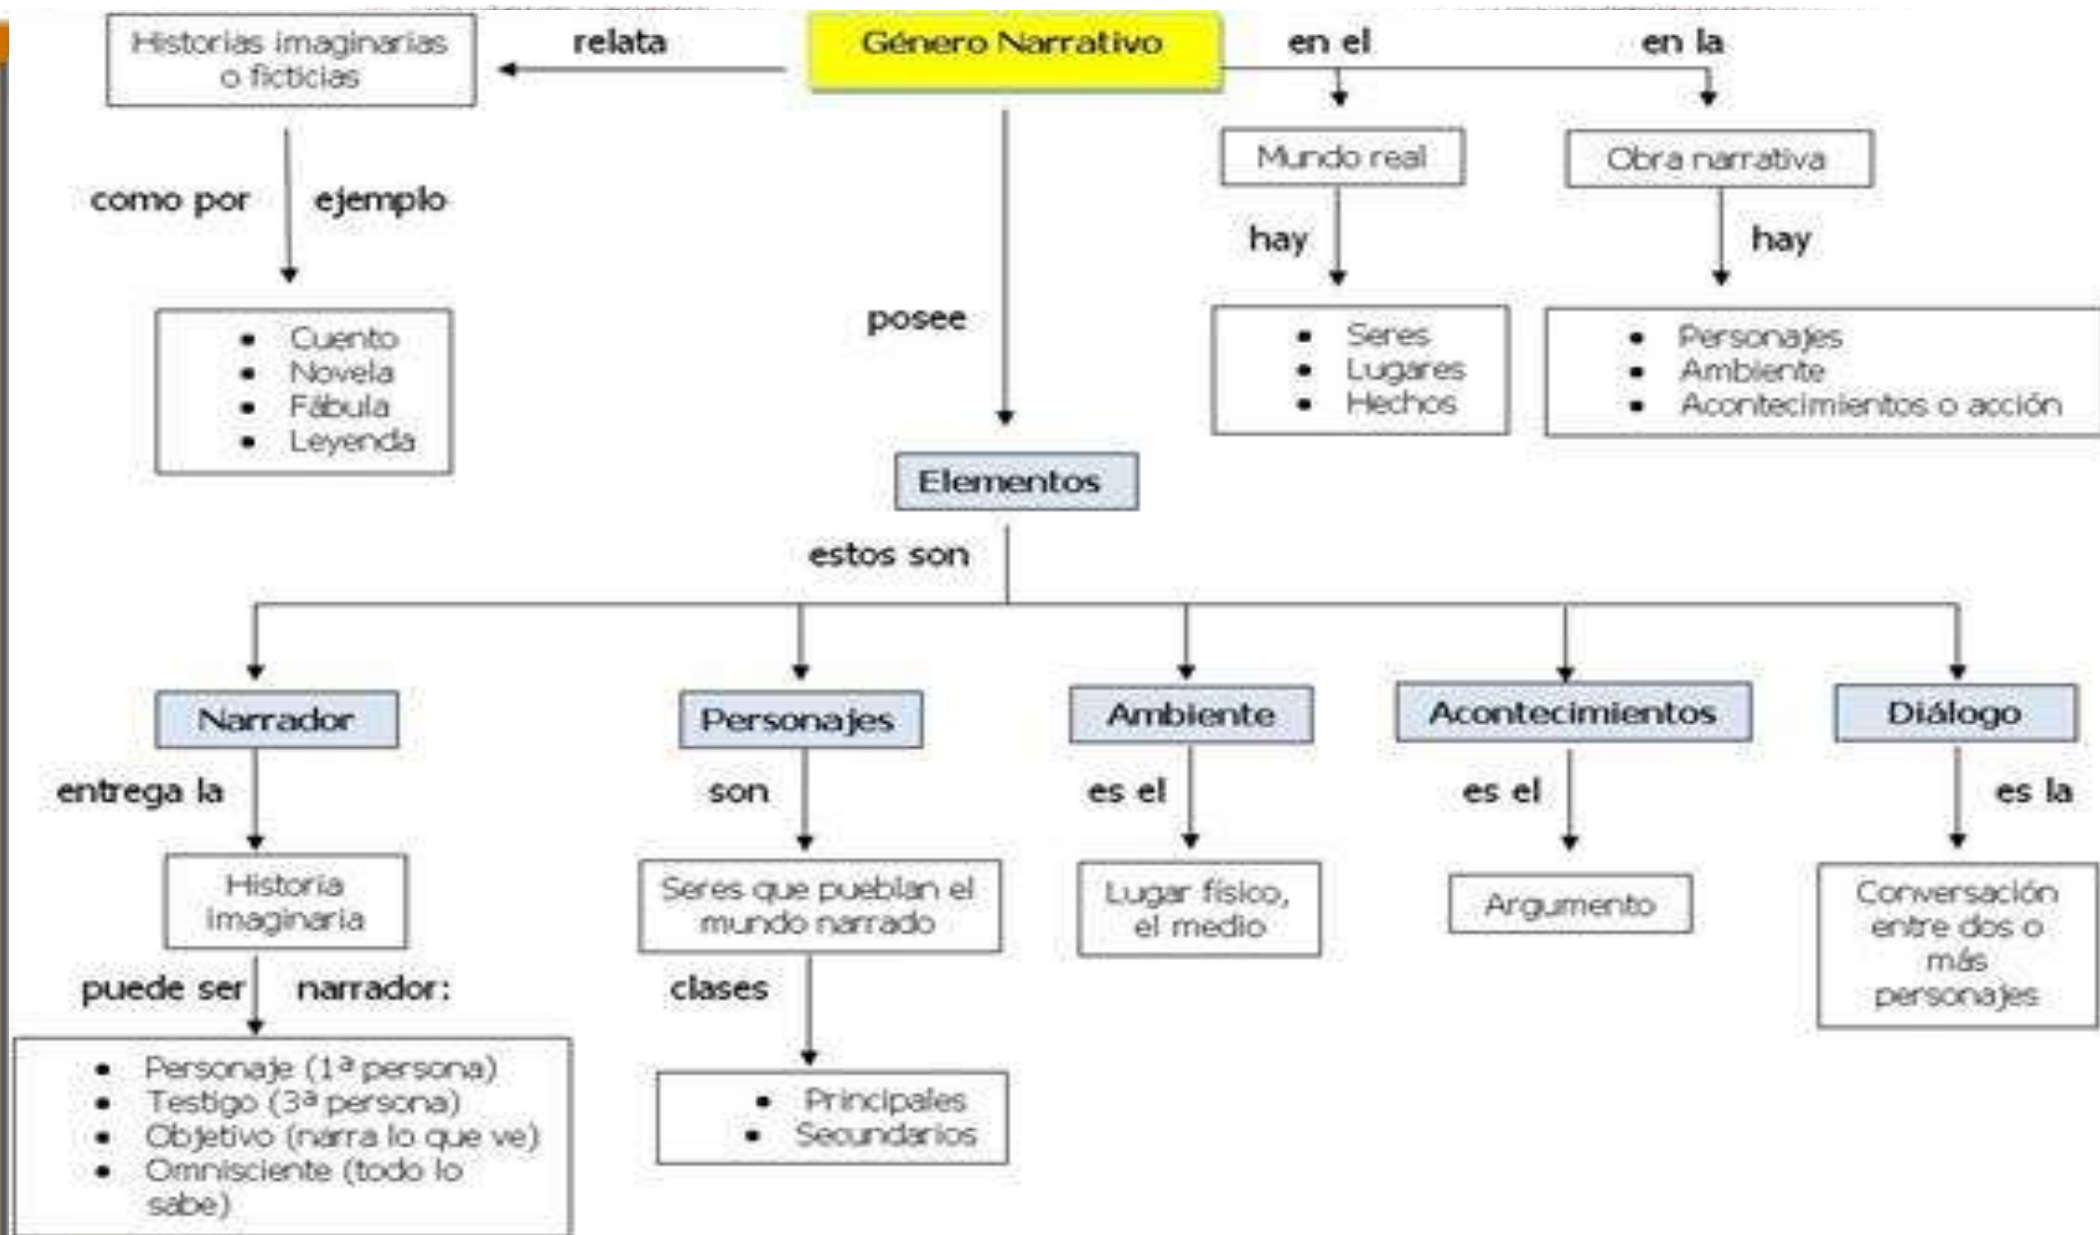 Historias imaginarias
o ficticias
relata
Género Narrativo
en el
en la
Mundo real
Obra narrativa
como por
ejemplo
hay
hay
• Cuento
• Novela
• Fábula
• Leyenda
posee
• Seres
• Lugares
• Hechos
• Personajes
• Ambiente
• Acontecimientos o acción
Elementos
estos son
Narrador
Personajes
Ambiente
Acontecimientos
Diálogo
entrega la
son
es el
es el
es la
Historia
imaginaria
Seres que pueblan el
mundo narrado
Lugar físico,
el medio
Argumento
Conversación
entre dos o
más
personajes
puede ser
narrador:
clases
• Personaje (1ª persona)
• Testigo (3ª persona)
• Objetivo (narra lo que ve)
• Omnisciente (todo lo
sabe)
• Principales
• Secundarios